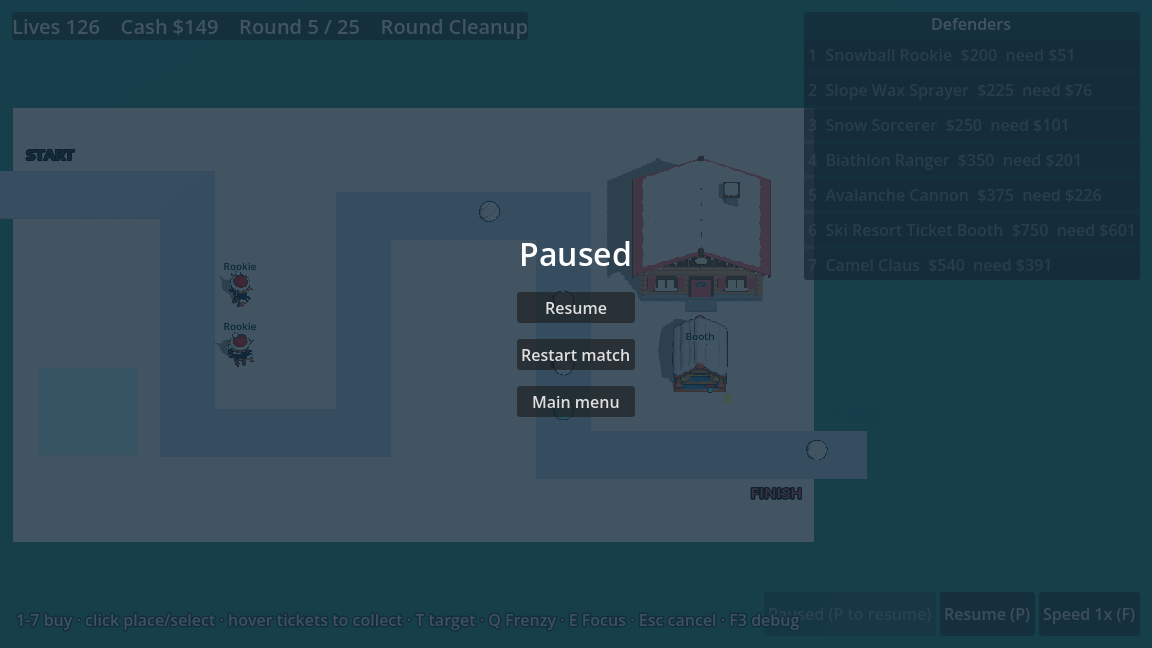 Lives 126 Cash $149 Round 5 / 25 Round Cleanup
Defenders
1 Snowball Rookie $200 need $51
2 Slope Wax Sprayer $225 need $76
3 Snow Sorcerer $250 need $101
4 Biathlon Ranger $350 need $201
5 Avalanche Cannon $375 need $226
6 Ski Resort Ticket Booth $750 need $601
7 Camel Claus $540 need $391
START
Rookie
Rookie
Booth
Paused
Resume
Restart match
Main menu
FINISH
1-7 buy · click place/select · hover tickets to collect · T target · Q Frenzy · E Focus · Esc cancel · F3 debug
Paused (P to resume)
Resume (P)
Speed 1x (F)